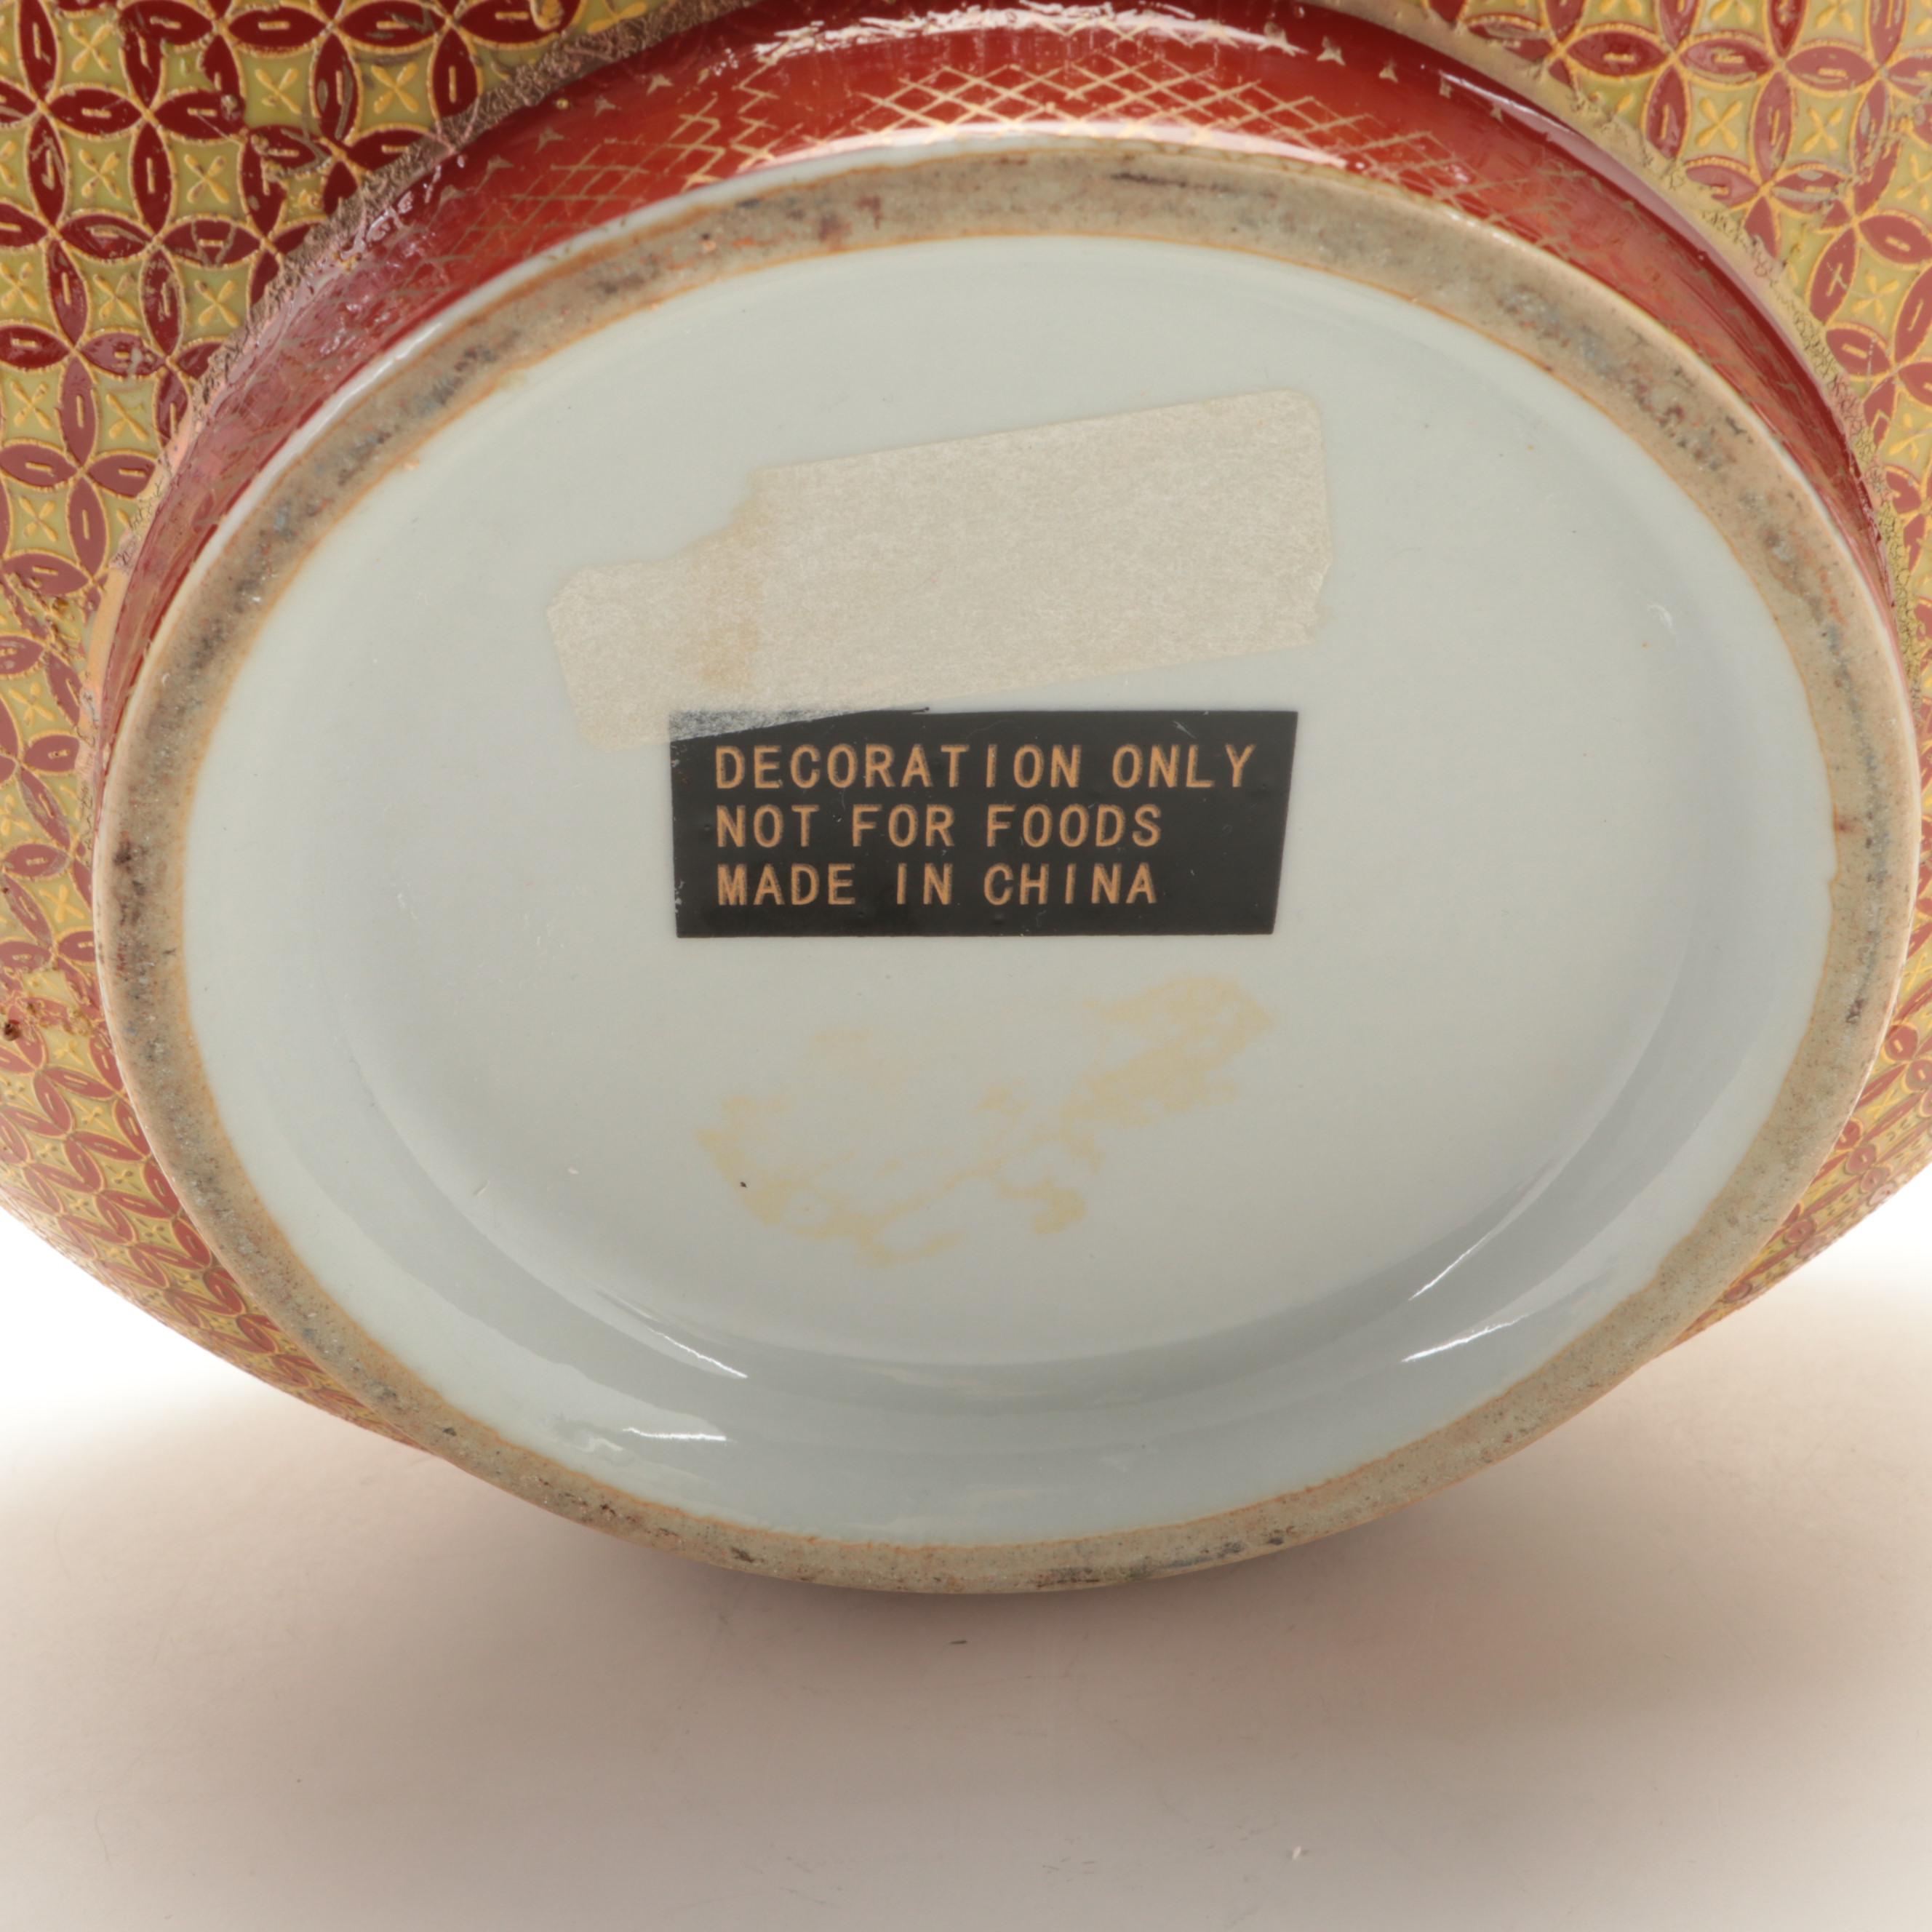 DECORATION ONLY
NOT FOR FOODS
MADE IN CHINA